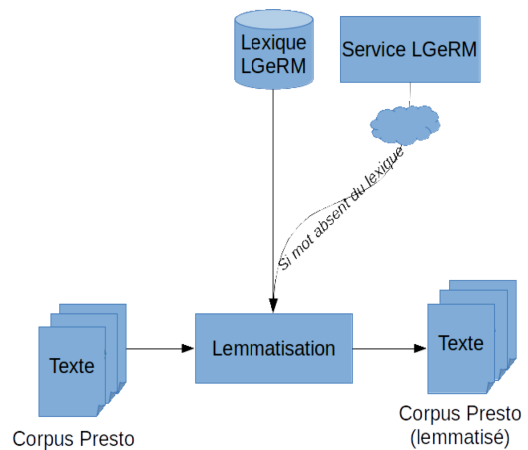 Lexique
LGeRM
Service LGeRM
Si mot absent du lexique
Texte
Lemmatisation
Texte
Corpus Presto
Corpus Presto
(lemmatisé)